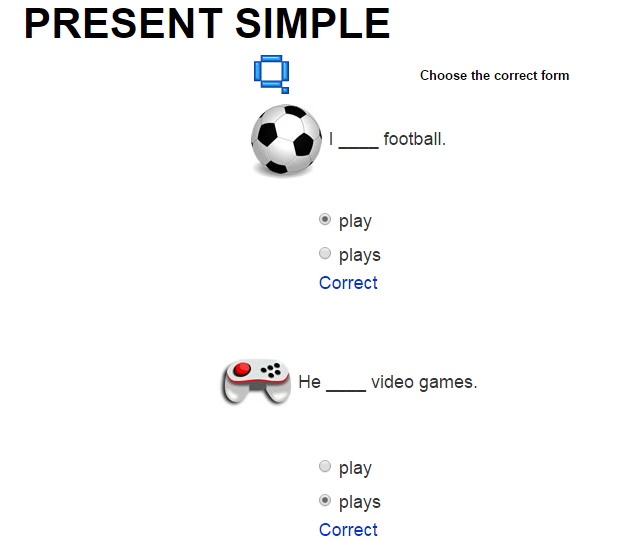 PRESENT SIMPLE
Choose the correct form
I ____ football.
play
plays
Correct
He ____ video games.
play
plays
Correct